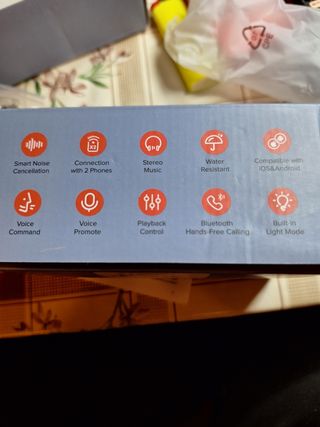 Smart Noise
Cancellation
X2
Connection
with 2 Phones
Stereo
Music
Water
Resistant
Compatible with
iOS&Android
Voice
Command
Voice
Promote
Playback
Control
Bluetooth
Hands-Free Calling
Built-in
Light Mode